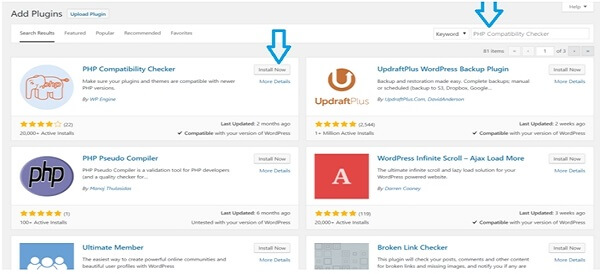 Help
Add Plugins Upload Plugin
Search Results Featured Popular Recommended Favorites Keyword PHP Compatibility Checker
81 items « ‹ 1 of 3 › »
PHP Compatibility Checker
Install Now
Make sure your plugins and themes are compatible with newer
PHP versions.
More Details
By WP Engine
(22)
Last Updated: 2 months ago
20,000+ Active Installs
Compatible with your version of WordPress
UpdraftPlus
UpdraftPlus WordPress Backup Plugin
Install Now
Backup and restoration made easy. Complete backups; manual
or scheduled (backup to S3, Dropbox, Google...
More Details
By UpdraftPlus.Com, DavidAnderson
(2,544)
Last Updated: 2 weeks ago
1+ Million Active Installs
Compatible with your version of WordPress
php
PHP Pseudo Compiler
Install Now
PHP Pseudo Compiler is a validation tool for PHP developers
(and a quality checker for...
More Details
By Manoj Thulasidas
(1)
Last Updated: 6 months ago
100+ Active Installs
Untested with your version of WordPress
A
WordPress Infinite Scroll – Ajax Load More
Install Now
The ultimate infinite scroll and lazy load solution for your
WordPress powered website.
More Details
By Darren Cooney
(119)
Last Updated: 3 weeks ago
20,000+ Active Installs
Compatible with your version of WordPress
Ultimate Member
Install Now
The easiest way to create powerful online communities and
beautiful user profiles with WordPress
More Details
Broken Link Checker
Install Now
This plugin will check your posts, comments and other content
for broken links and missing images, and notify you if any are
More Details